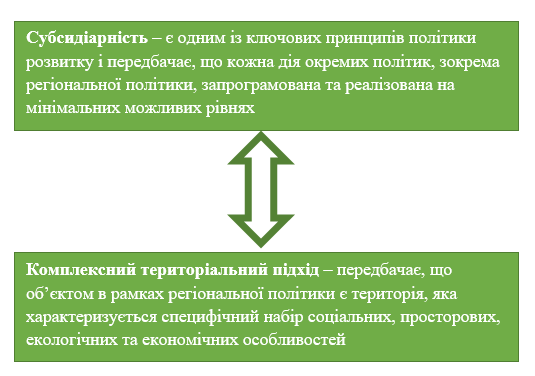 Субсидіарність – є одним із ключових принципів політики
розвитку і передбачає, що кожна дія окремих політик, зокрема
регіональної політики, запрограмована та реалізована на
мінімальних можливих рівнях
Комплексний територіальний підхід – передбачає, що
об’єктом в рамках регіональної політики є територія, яка
характеризується специфічний набір соціальних, просторових,
екологічних та економічних особливостей